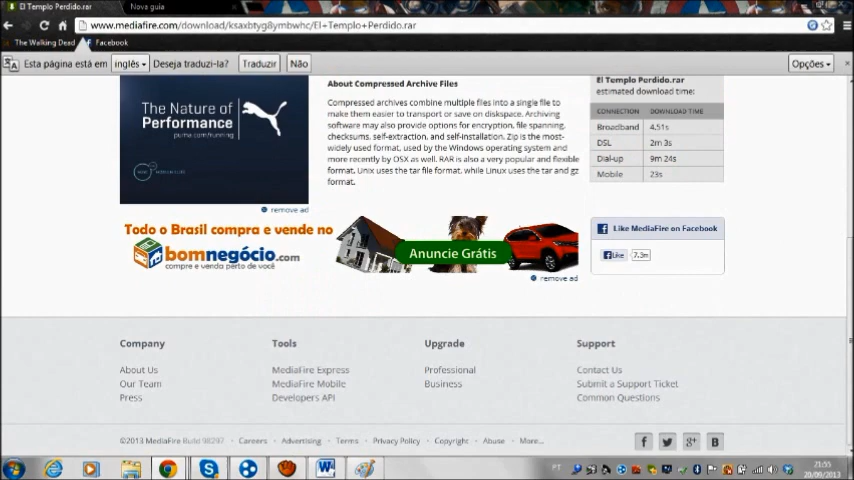 El Templo Perdido.rar
Nova guia
www.mediafire.com/download/ksaxbtyg8ymbwhc/El+Templo+Perdido.rar
The Walking Dead
Facebook
Esta página está em inglês Deseja traduzi-la? Traduzir Não Opções
The Nature of
Performance
puma.com/running
remove ad
About Compressed Archive Files
Compressed archives combine multiple files into a single file to
make them easier to transport or save on diskspace. Archiving
software may also provide options for encryption, file spanning,
checksums, self-extraction, and self-installation. Zip is the most-
widely used format, used by the Windows operating system and
more recently by OSX as well. RAR is also a very popular and flexible
format. Unix uses the tar file format, while Linux uses the tar and gz
format.
El Templo Perdido.rar
estimated download time:
CONNECTION DOWNLOAD TIME
Broadband 4.51s
DSL 2m 3s
Dial-up 9m 24s
Mobile 23s
Todo o Brasil compra e vende no
bomnegócio.com
compre e venda perto de você
Anuncie Grátis
remove ad
Like MediaFire on Facebook
Like 7.3m
Company
About Us
Our Team
Press
Tools
MediaFire Express
MediaFire Mobile
Developers API
Upgrade
Professional
Business
Support
Contact Us
Submit a Support Ticket
Common Questions
©2013 MediaFire Build 98297 · Careers · Advertising · Terms · Privacy Policy · Copyright · Abuse · More...
PT
21:55
20/09/2013